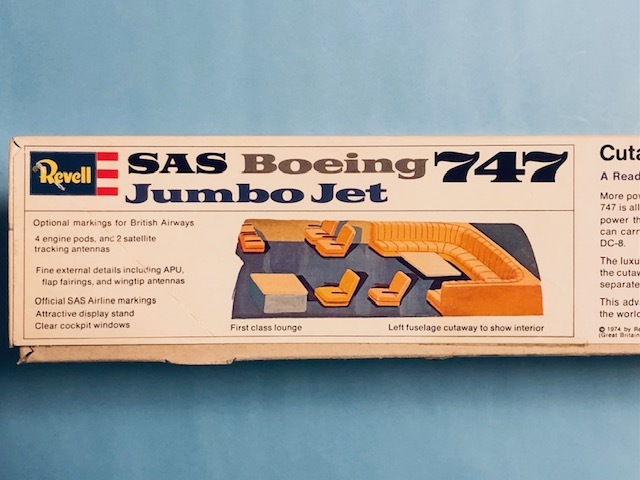 Revell
SAS Boeing 747
Jumbo Jet
Optional markings for British Airways
4 engine pods, and 2 satellite
tracking antennas
Fine external details including APU,
flap fairings, and wingtip antennas
Official SAS Airline markings
Attractive display stand
Clear cockpit windows
First class lounge
Left fuselage cutaway to show interior
A Read
More pow
747 is all
power th
can carr
DC-8.
The luxu
the cutaw
separate
This adv
the world
© 1974 by Re
(Great Britain